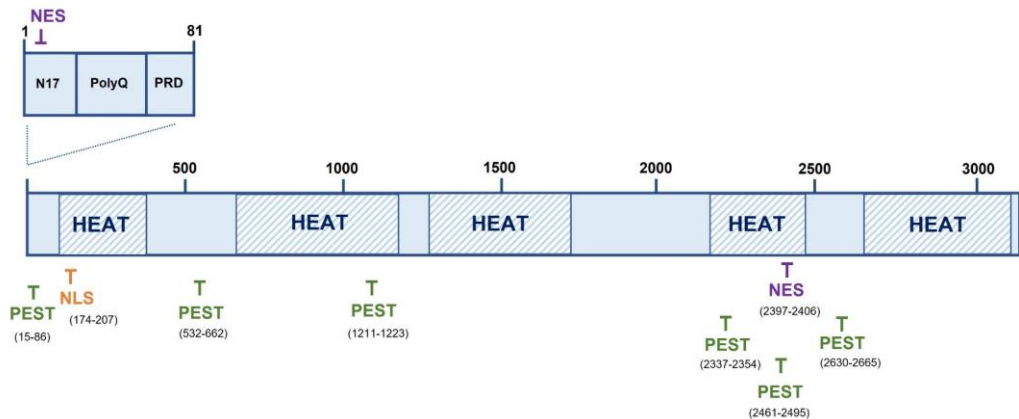 NES
1 81
N17 PolyQ PRD
500 1000 1500 2000 2500 3000
HEAT HEAT HEAT HEAT HEAT
PEST
(15-86)
NLS
(174-207)
PEST
(532-662)
PEST
(1211-1223)
NES
(2397-2406)
PEST
(2337-2354)
PEST
(2630-2665)
PEST
(2461-2495)